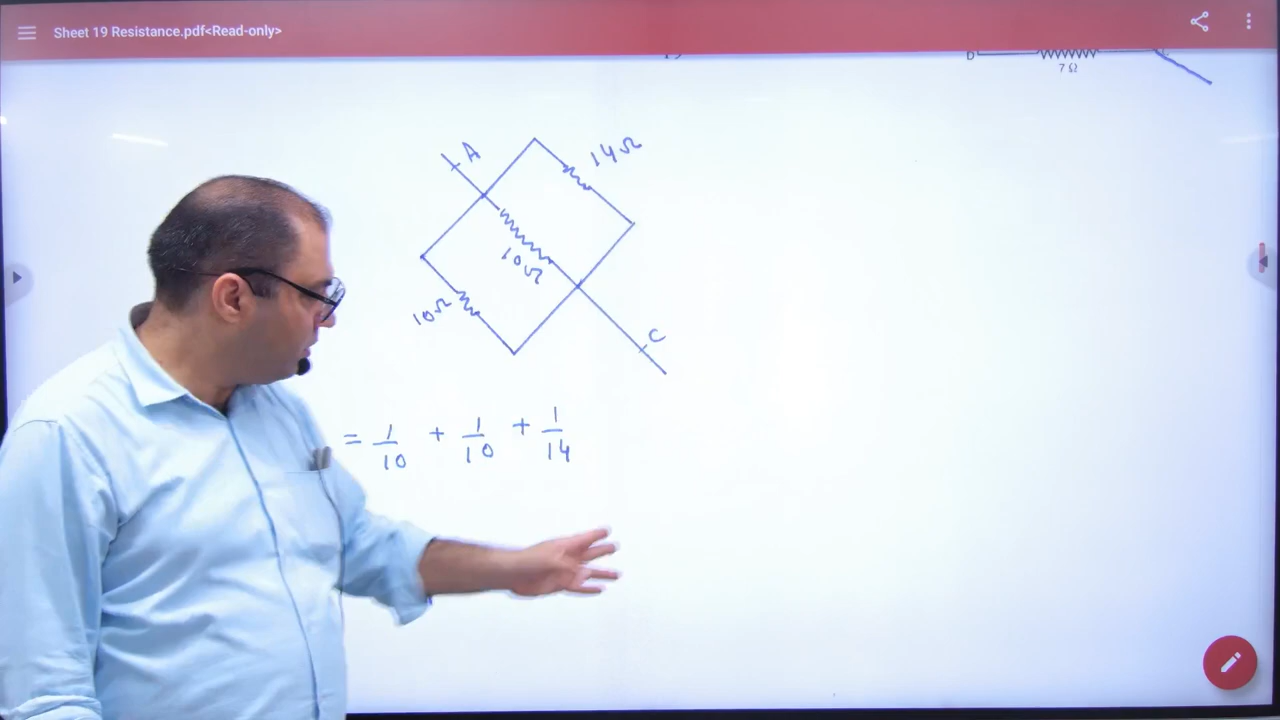 Sheet 19 Resistance.pdf<Read-only>
7 Ω
A
14Ω
10Ω
10Ω
C
= 1/10 + 1/10 + 1/14